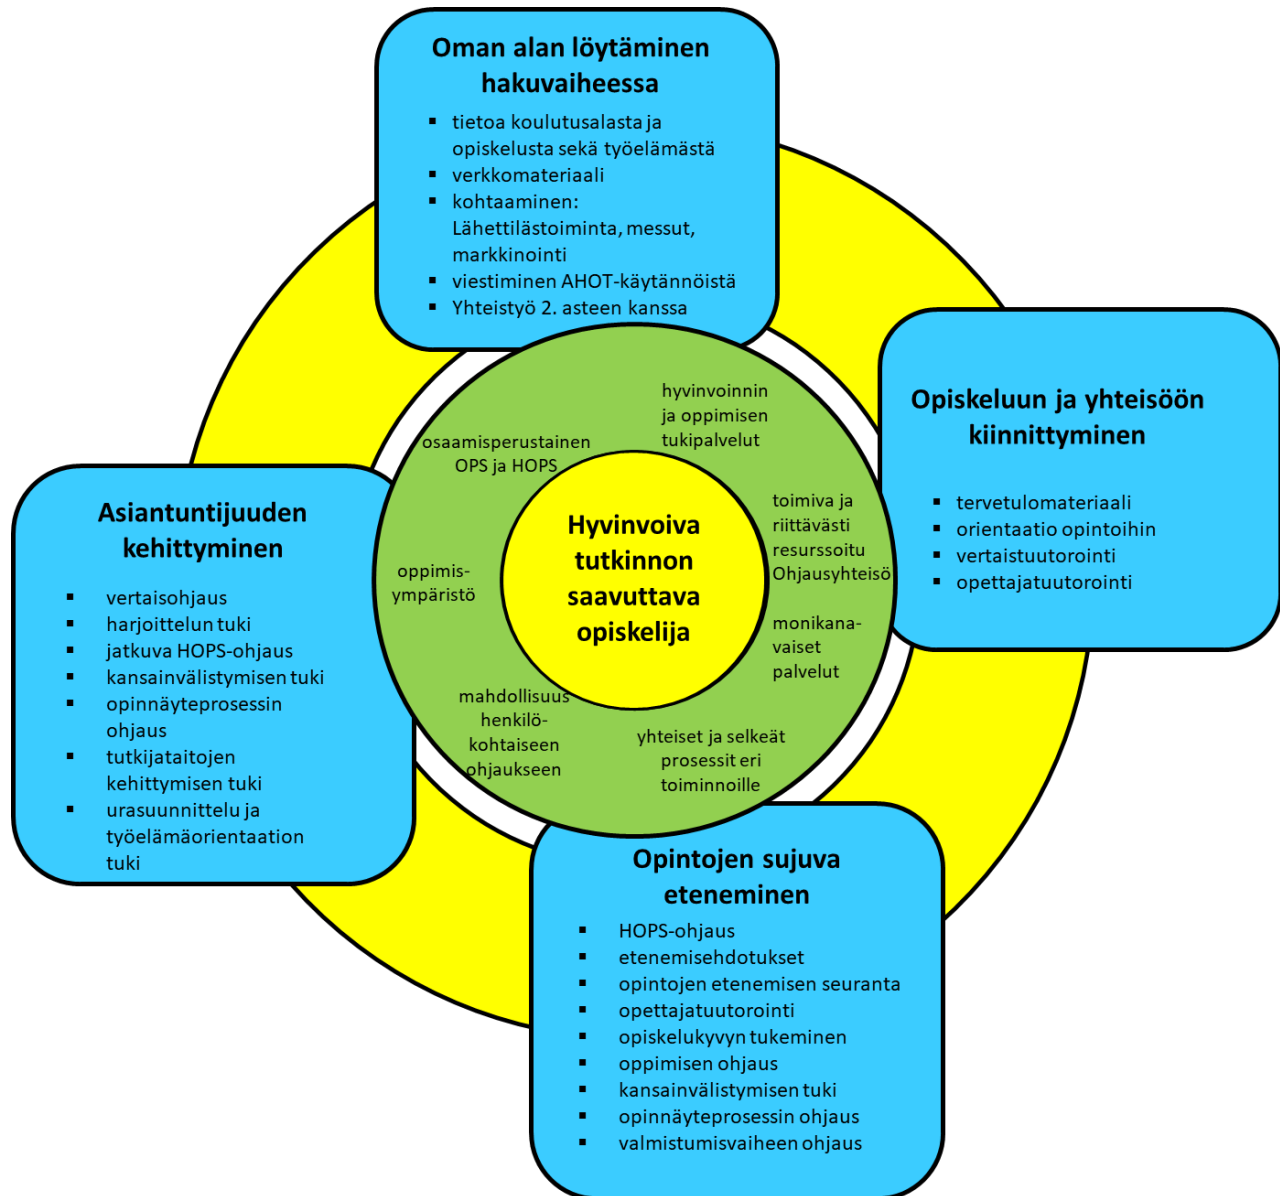 Oman alan löytäminen
hakuvaiheessa
▪ tietoa koulutusalasta ja
opiskelusta sekä työelämästä
▪ verkkomateriaali
▪ kohtaaminen:
Lähettilästoiminta, messut,
markkinointi
▪ viestiminen AHOT-käytännöistä
▪ Yhteistyö 2. asteen kanssa
Opiskeluun ja yhteisöön
kiinnittyminen
▪ tervetulomateriaali
▪ orientaatio opintoihin
▪ vertaistuutorointi
▪ opettajatuutorointi
Opintojen sujuva
eteneminen
▪ HOPS-ohjaus
▪ etenemisehdotukset
▪ opintojen etenemisen seuranta
▪ opettajatuutorointi
▪ opiskelukyvyn tukeminen
▪ oppimisen ohjaus
▪ kansainvälistymisen tuki
▪ opinnäyteprosessin ohjaus
▪ valmistumisvaiheen ohjaus
Asiantuntijuuden
kehittyminen
▪ vertaisohjaus
▪ harjoittelun tuki
▪ jatkuva HOPS-ohjaus
▪ kansainvälistymisen tuki
▪ opinnäyteprosessin
ohjaus
▪ tutkijataitojen
kehittymisen tuki
▪ urasuunnittelu ja
työelämäorientaation
tuki
hyvinvoinnin
ja oppimisen
tukipalvelut
toimiva ja
riittävästi
resurssoitu
Ohjausyhteisö
monikana-
vaiset
palvelut
yhteiset ja selkeät
prosessit eri
toiminnoille
mahdollisuus
henkilö-
kohtaiseen
ohjaukseen
oppimis-
ympäristö
osaamisperustainen
OPS ja HOPS
Hyvinvoiva
tutkinnon
saavuttava
opiskelija